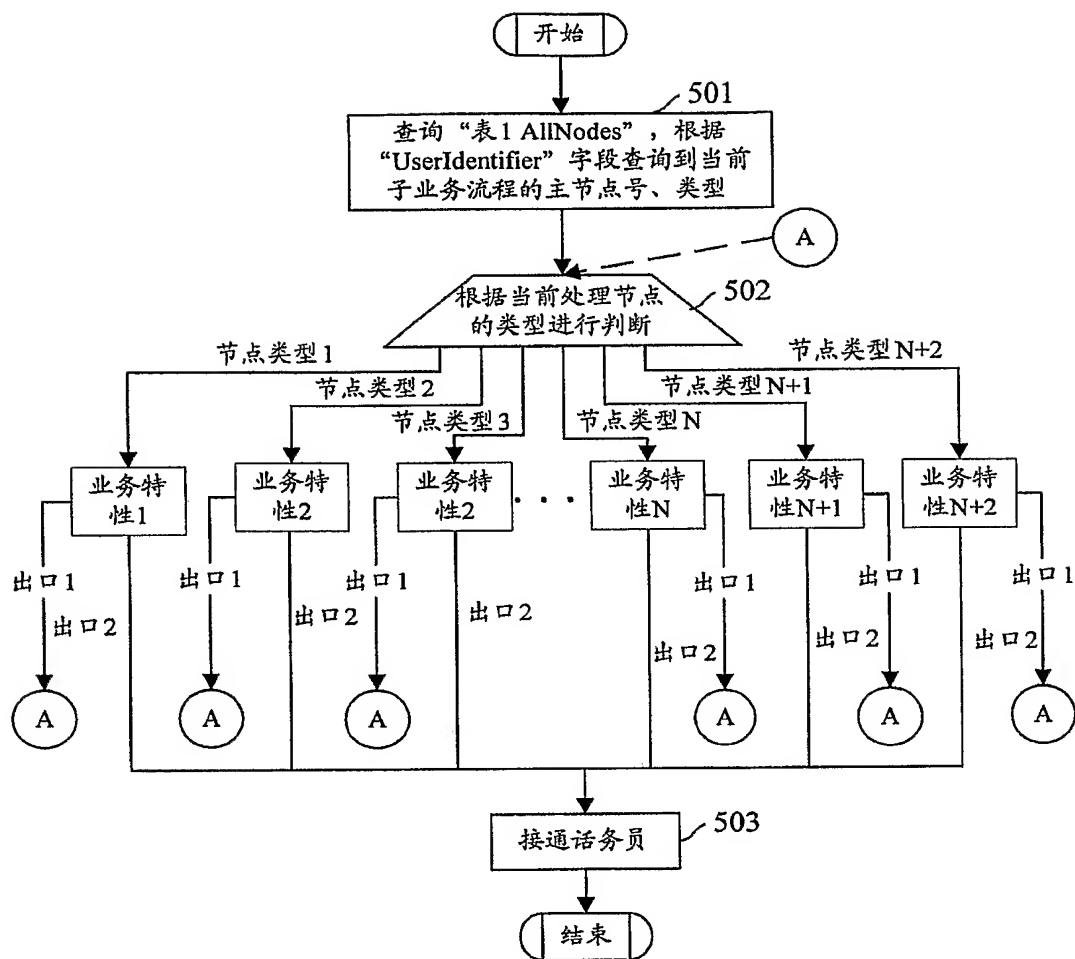 开始
501
查询“表1 AllNodes”，根据
“UserIdentifier”字段查询到当前
子业务流程的主节点号、类型
A
根据当前处理节点
的类型进行判断
502
节点类型1
节点类型2
节点类型3
节点类型N
节点类型N+1
节点类型N+2
业务特
性1
业务特
性2
业务特
性2
...
业务特
性N
业务特
性N+1
业务特
性N+2
出口1
出口1
出口1
出口1
出口1
出口1
出口2
出口2
出口2
出口2
出口2
出口2
A
A
A
A
A
A
接通话务员
503
结束